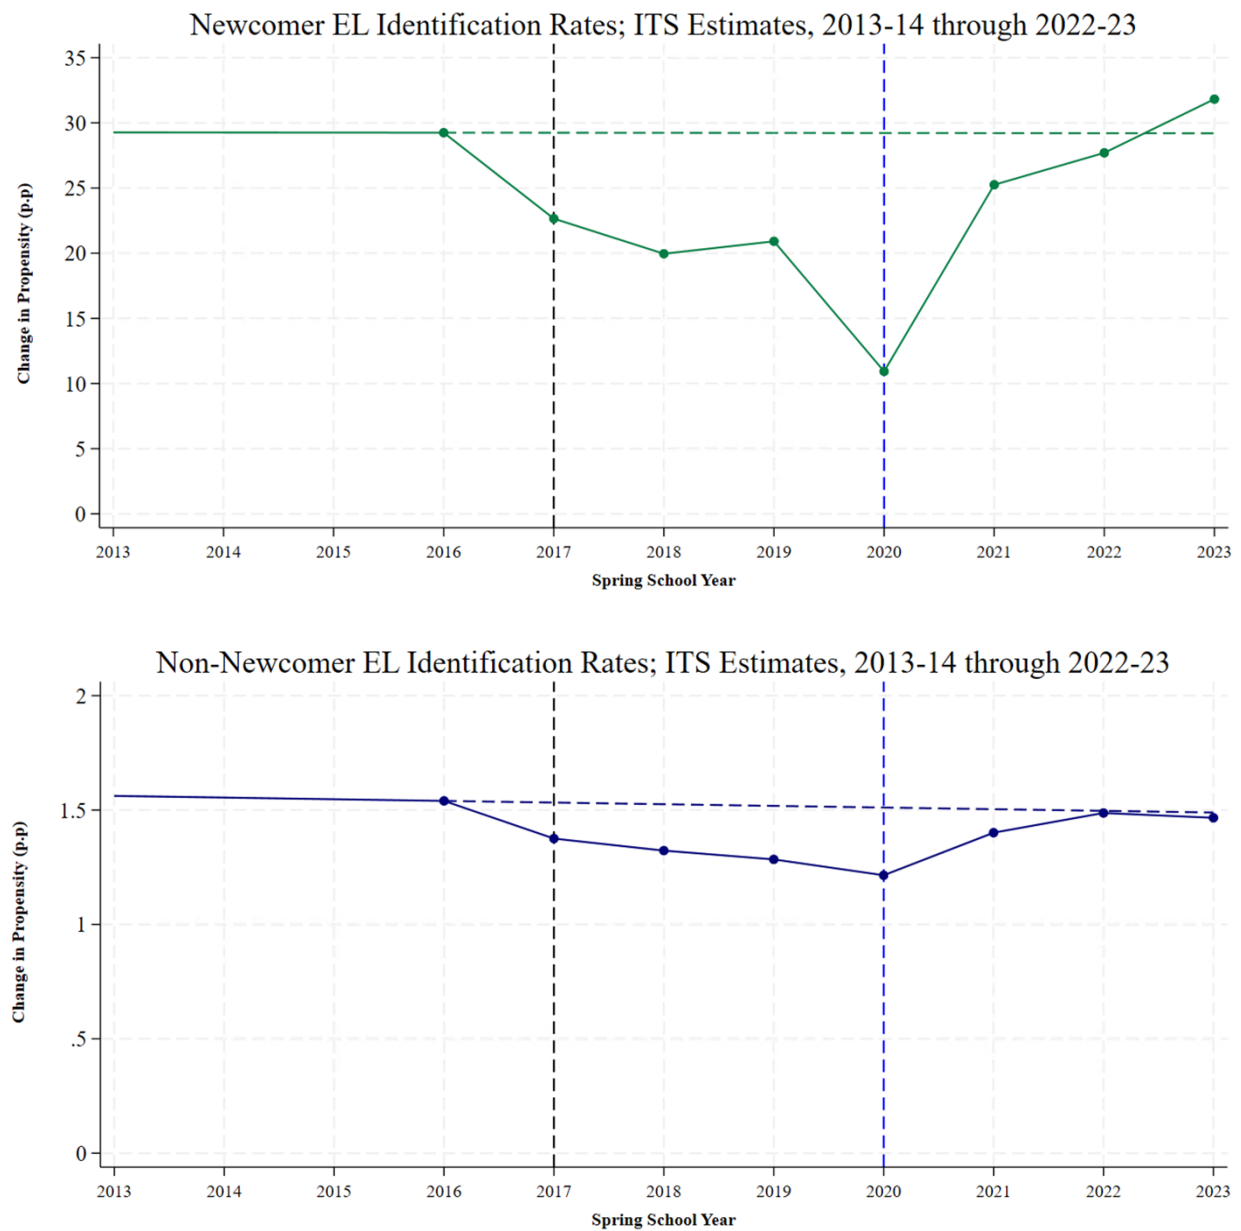 Newcomer EL Identification Rates; ITS Estimates, 2013-14 through 2022-23
35
30
25
20
15
10
5
0
Change in Propensity (p.p)
2013 2014 2015 2016 2017 2018 2019 2020 2021 2022 2023
Spring School Year
Non-Newcomer EL Identification Rates; ITS Estimates, 2013-14 through 2022-23
2
1.5
1
.5
0
Change in Propensity (p.p)
2013 2014 2015 2016 2017 2018 2019 2020 2021 2022 2023
Spring School Year